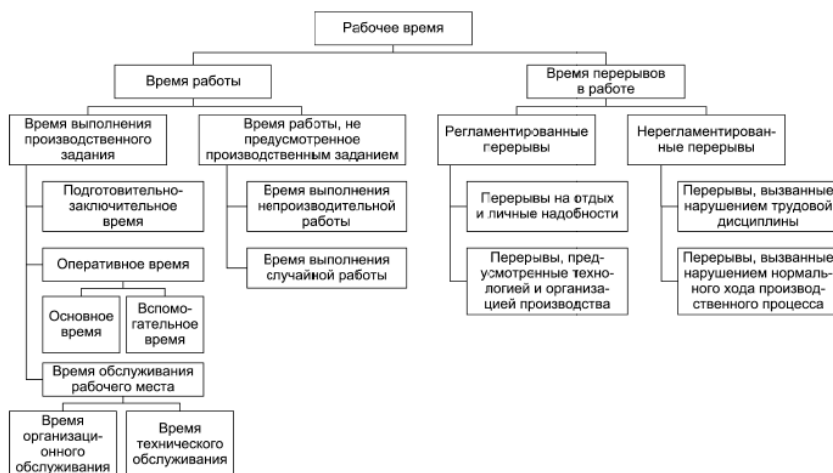 Рабочее время
Время работы
Время перерывов
в работе
Время выполнения
производственного
задания
Время работы, не
предусмотренное
производственным заданием
Регламентированные
перерывы
Нерегламентирован-
ные перерывы
Подготовительно-
заключительное
время
Время выполнения
непроизводительной
работы
Перерывы на отдых
и личные надобности
Перерывы, вызванные
нарушением трудовой
дисциплины
Оперативное время
Время выполнения
случайной работы
Перерывы, пред-
усмотренные техно-
логией и организа-
цией производства
Перерывы, вызванные
нарушением нормаль-
ного хода производ-
ственного процесса
Основное
время
Вспомо-
гательное
время
Время обслуживания
рабочего места
Время
организаци-
онного
обслуживания
Время
технического
обслуживания